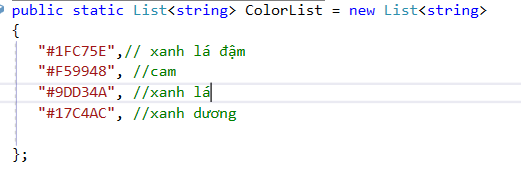 public static List<string> ColorList = new List<string>
{
"#1FC75E",// xanh lá đậm
"#F59948", //cam
"#9DD34A", //xanh lá
"#17C4AC", //xanh dương
};